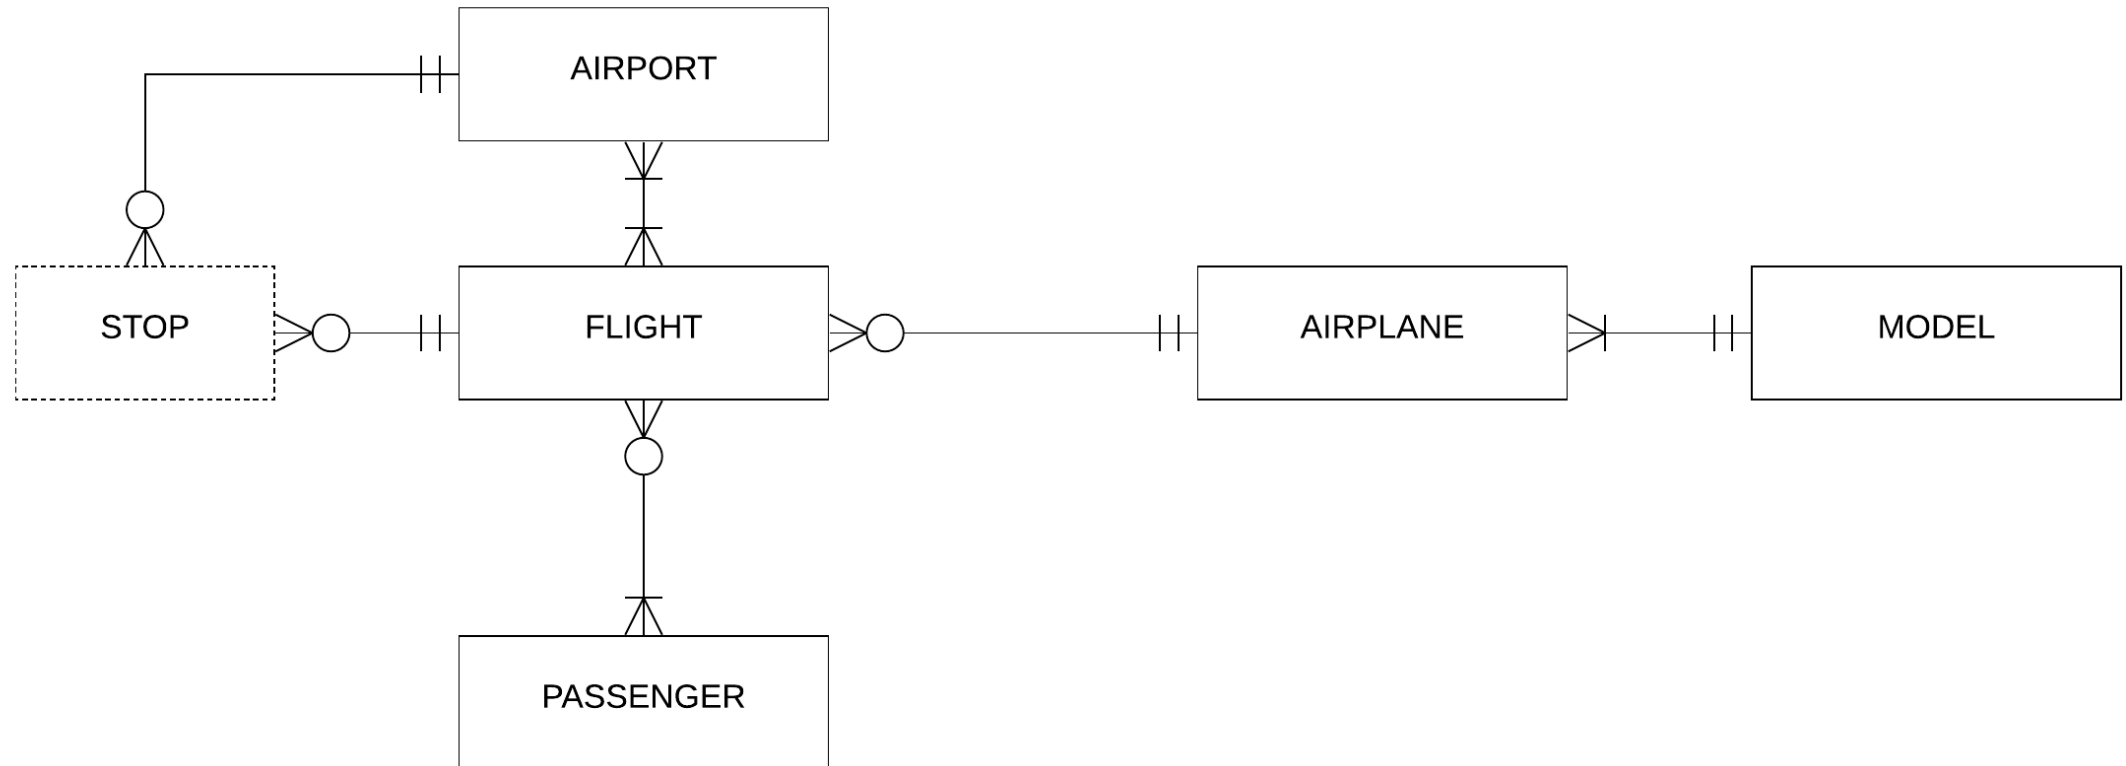 AIRPORT
STOP
FLIGHT
AIRPLANE
MODEL
PASSENGER